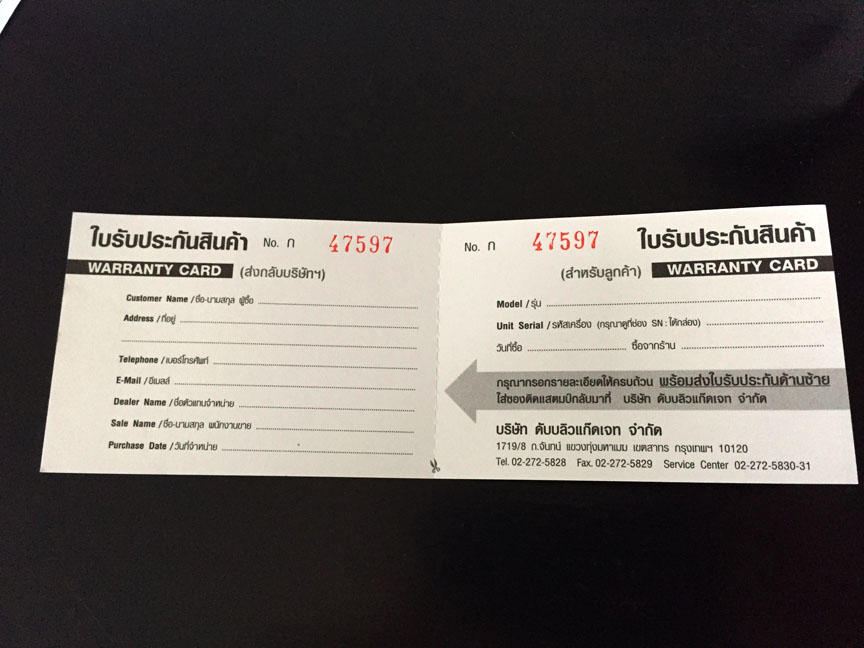 ใบรับประกันสินค้า No. ก 47597
WARRANTY CARD (ส่งกลับบริษัทฯ)
Customer Name /ชื่อ-นามสกุล ผู้ซื้อ
Address /ที่อยู่
Telephone /เบอร์โทรศัพท์
E-Mail /อีเมลล์
Dealer Name /ชื่อตัวแทนจำหน่าย
Sale Name /ชื่อ-นามสกุล พนักงานขาย
Purchase Date /วันที่จำหน่าย
No. ก 47597 ใบรับประกันสินค้า
(สำหรับลูกค้า) WARRANTY CARD
Model /รุ่น
Unit Serial /รหัสเครื่อง (กรุณาดูที่ช่อง SN : ใต้กล่อง)
วันที่ซื้อ ซื้อจากร้าน
กรุณากรอกรายละเอียดให้ครบถ้วน พร้อมส่งใบรับประกันด้านซ้าย
ใส่ซองติดแสตมป์กลับมาที่ บริษัท ดับบลิวแก๊ดเจท จำกัด
บริษัท ดับบลิวแก๊ดเจท จำกัด
1719/8 ถ.จันทน์ แขวงทุ่งมหาเมฆ เขตสาทร กรุงเทพฯ 10120
Tel. 02-272-5828 Fax. 02-272-5829 Service Center 02-272-5830-31